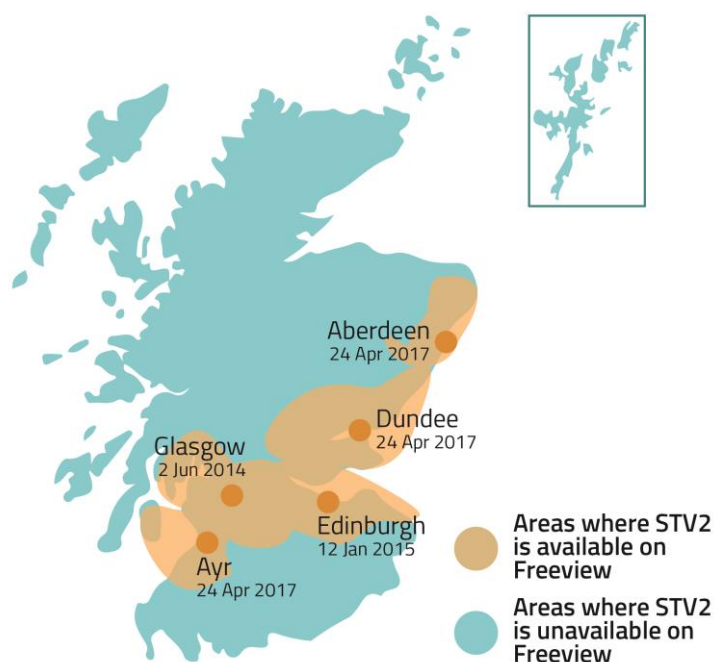 Aberdeen
24 Apr 2017
Dundee
24 Apr 2017
Glasgow
2 Jun 2014
Edinburgh
12 Jan 2015
Ayr
24 Apr 2017
Areas where STV2
is available on
Freeview
Areas where STV2
is unavailable on
Freeview